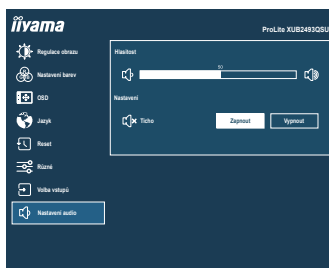 iiyama
ProLite XUB2493QSU
Regulace obrazu
Nastavení barev
OSD
Jazyk
Reset
Různé
Volba vstupů
Nastavení audio
Hlasitost
50
Nastavení
Ticho
Zapnout
Vypnout